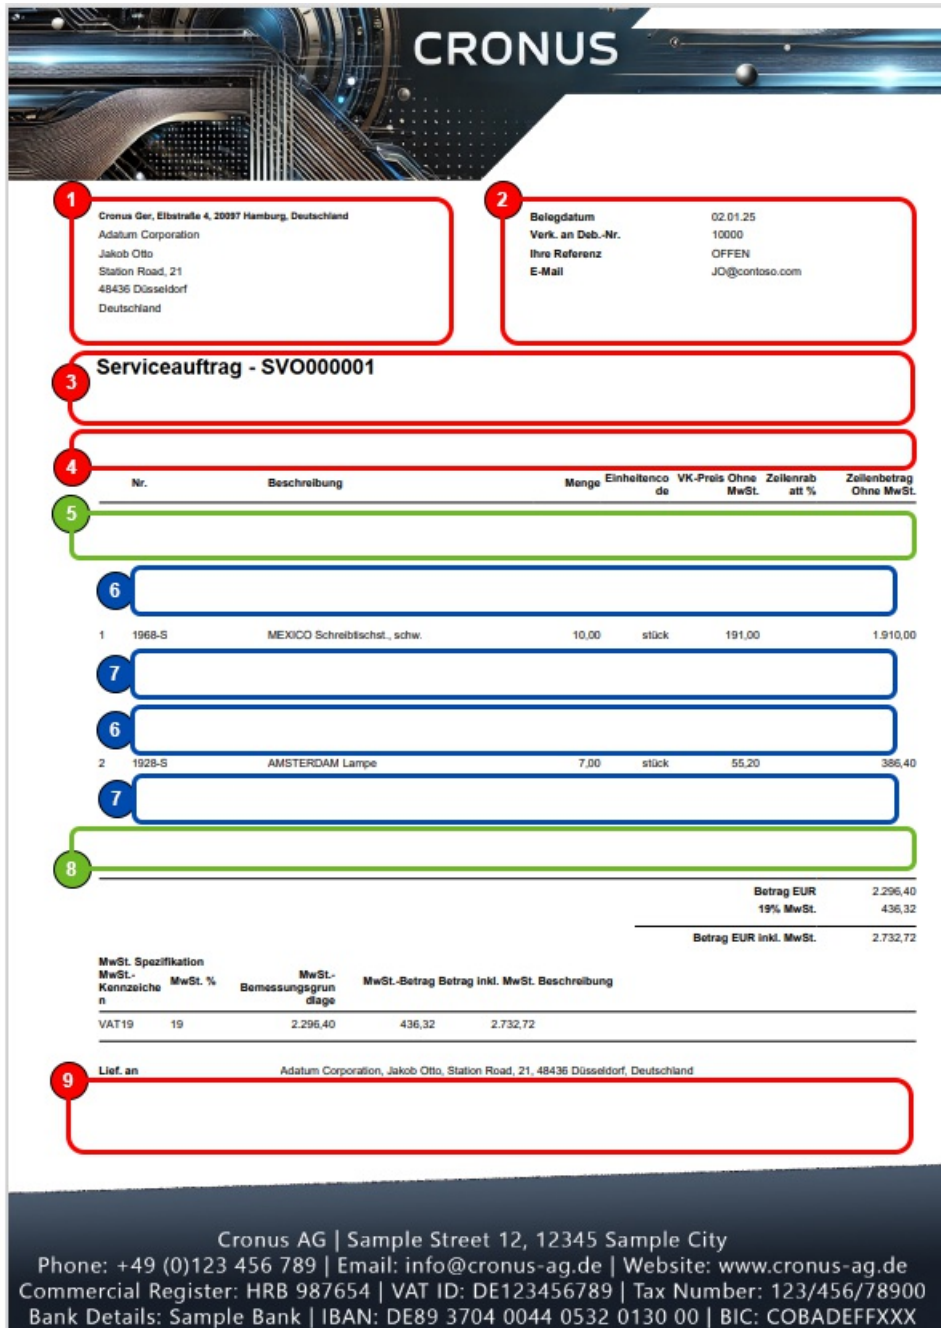 CRONUS
1
2
Cronus Ger, Elbstraße 4, 20097 Hamburg, Deutschland
Adatum Corporation
Jakob Otto
Station Road, 21
48436 Düsseldorf
Deutschland
Belegdatum 02.01.25
Verk. an Deb.-Nr. 10000
Ihre Referenz OFFEN
E-Mail JO@contoso.com
3
Serviceauftrag - SVO000001
4
Nr. Beschreibung Menge Einheitenco VK-Preis Ohne Zeilenrab Zeilenbetrag
de MwSt. att % Ohne MwSt.
5
6
1 1968-S MEXICO Schreibtischst., schw. 10,00 stück 191,00 1.910,00
7
6
2 1928-S AMSTERDAM Lampe 7,00 stück 55,20 386,40
7
8
Betrag EUR 2.296,40
19% MwSt. 436,32
Betrag EUR inkl. MwSt. 2.732,72
MwSt. Spezifikation
MwSt.- MwSt. % MwSt.- MwSt.-Betrag Betrag inkl. MwSt. Beschreibung
Kennzeiche Bemessungsgrun
n dlage
VAT19 19 2.296,40 436,32 2.732,72
9
Lief. an Adatum Corporation, Jakob Otto, Station Road, 21, 48436 Düsseldorf, Deutschland
Cronus AG | Sample Street 12, 12345 Sample City
Phone: +49 (0)123 456 789 | Email: info@cronus-ag.de | Website: www.cronus-ag.de
Commercial Register: HRB 987654 | VAT ID: DE123456789 | Tax Number: 123/456/78900
Bank Details: Sample Bank | IBAN: DE89 3704 0044 0532 0130 00 | BIC: COBADEFFXXX